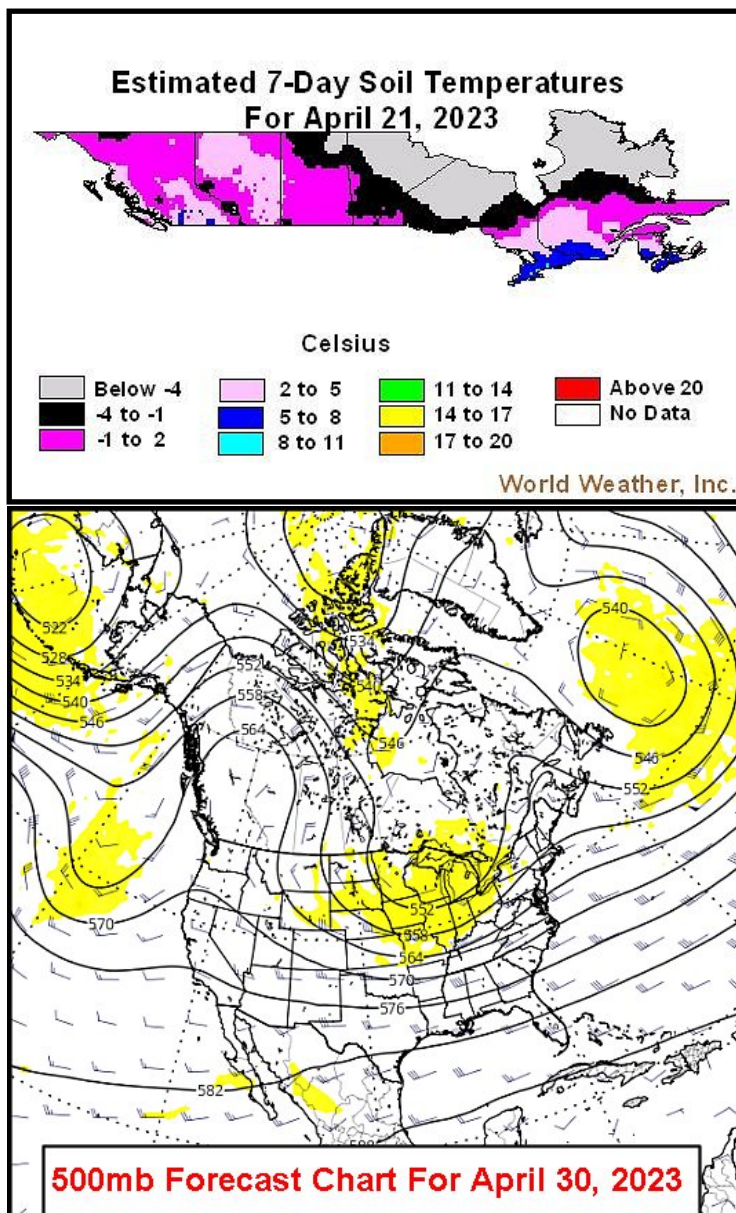 Estimated 7-Day Soil Temperatures
For April 21, 2023
Celsius
Below -4
-4 to -1
-1 to 2
2 to 5
5 to 8
8 to 11
11 to 14
14 to 17
17 to 20
Above 20
No Data
World Weather, Inc.
540
522
528
534
540
546
552
558
564
534
540
546
546
552
570
552
558
564
570
576
582
500mb Forecast Chart For April 30, 2023